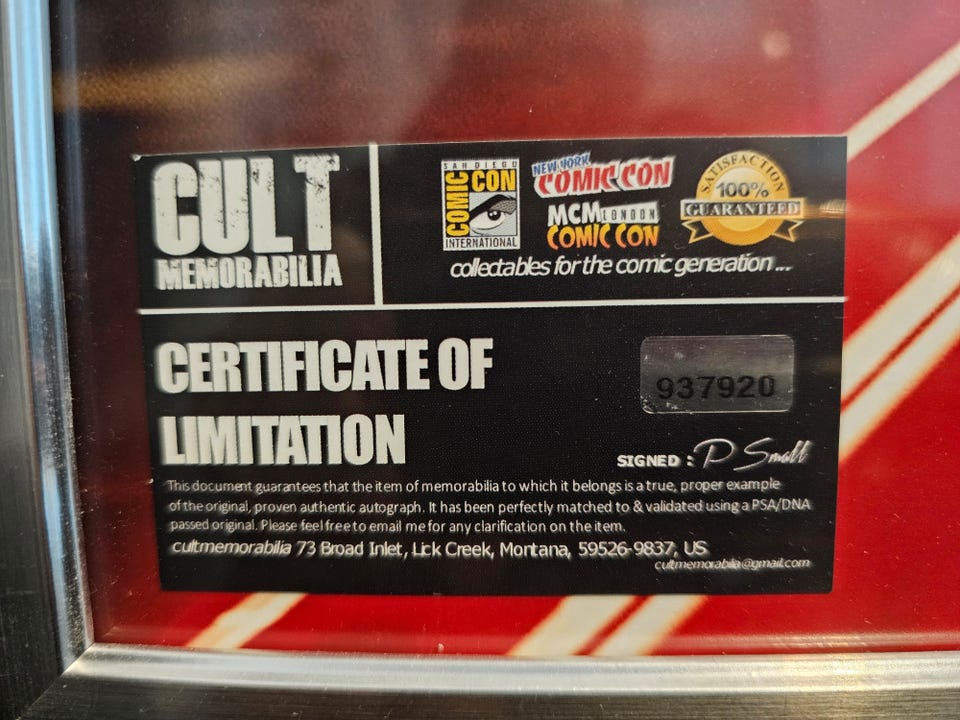 CULT
MEMORABILIA
SAN DIEGO
COMIC CON
INTERNATIONAL
NEW YORK
COMIC CON
MCM LONDON
COMIC CON
SATISFACTION
100%
GUARANTEED
collectables for the comic generation ...
CERTIFICATE OF
LIMITATION
937920
SIGNED : P Small
This document guarantees that the item of memorabilia to which it belongs is a true, proper example
of the original, proven authentic autograph. It has been perfectly matched to & validated using a PSA/DNA
passed original. Please feel free to email me for any clarification on the item.
cultmemorabilia 73 Broad Inlet, Lick Creek, Montana, 59526-9837, US
cultmemorabilia@gmail.com